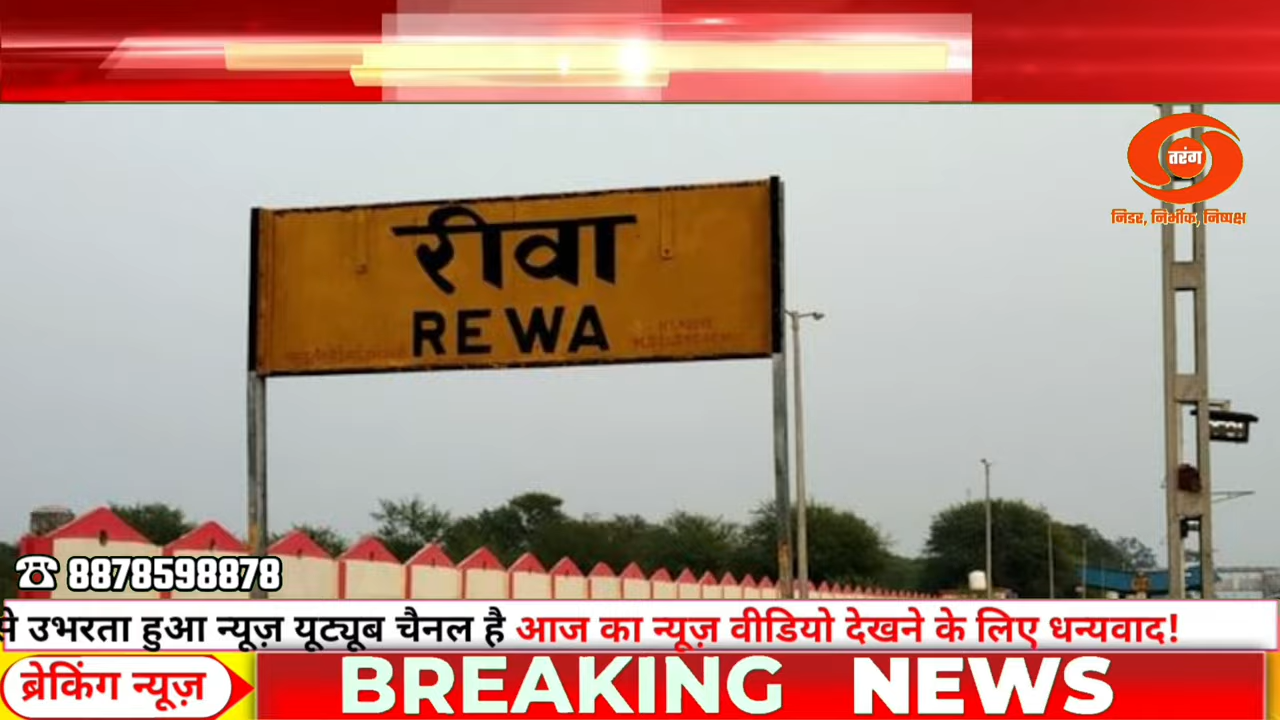 तरंग
निडर, निर्भीक, निष्पक्ष
रीवा
REWA
8878598878
से उभरता हुआ न्यूज़ यूट्यूब चैनल है आज का न्यूज़ वीडियो देखने के लिए धन्यवाद!
ब्रेकिंग न्यूज़ BREAKING NEWS